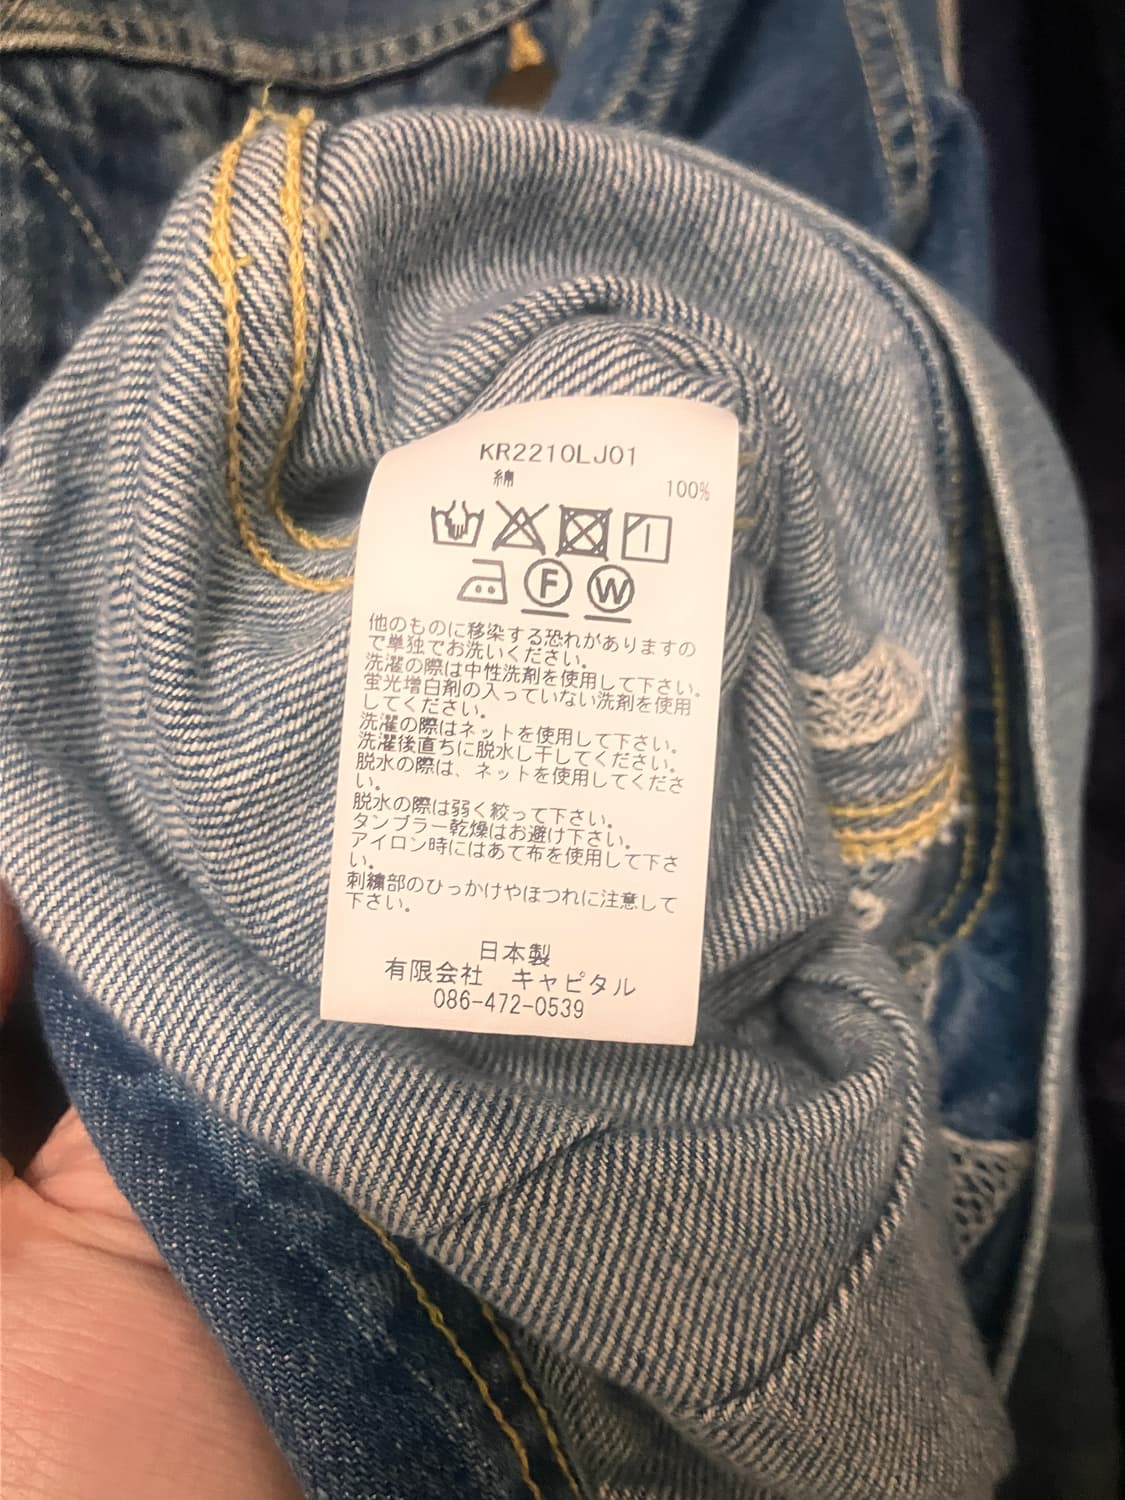 KR2210LJ01
綿 100%
F W
他のものに移染する恐れがありますの
で単独でお洗いください。
洗濯の際は中性洗剤を使用して下さい。
蛍光増白剤の入っていない洗剤を使用
してください。
洗濯の際はネットを使用して下さい。
洗濯後直ちに脱水し干してください。
脱水の際は、ネットを使用してくださ
い。
脱水の際は弱く絞って下さい。
タンブラー乾燥はお避け下さい。
アイロン時にはあて布を使用して下さ
い。
刺繍部のひっかけやほつれに注意して
下さい。
日本製
有限会社 キャピタル
086-472-0539